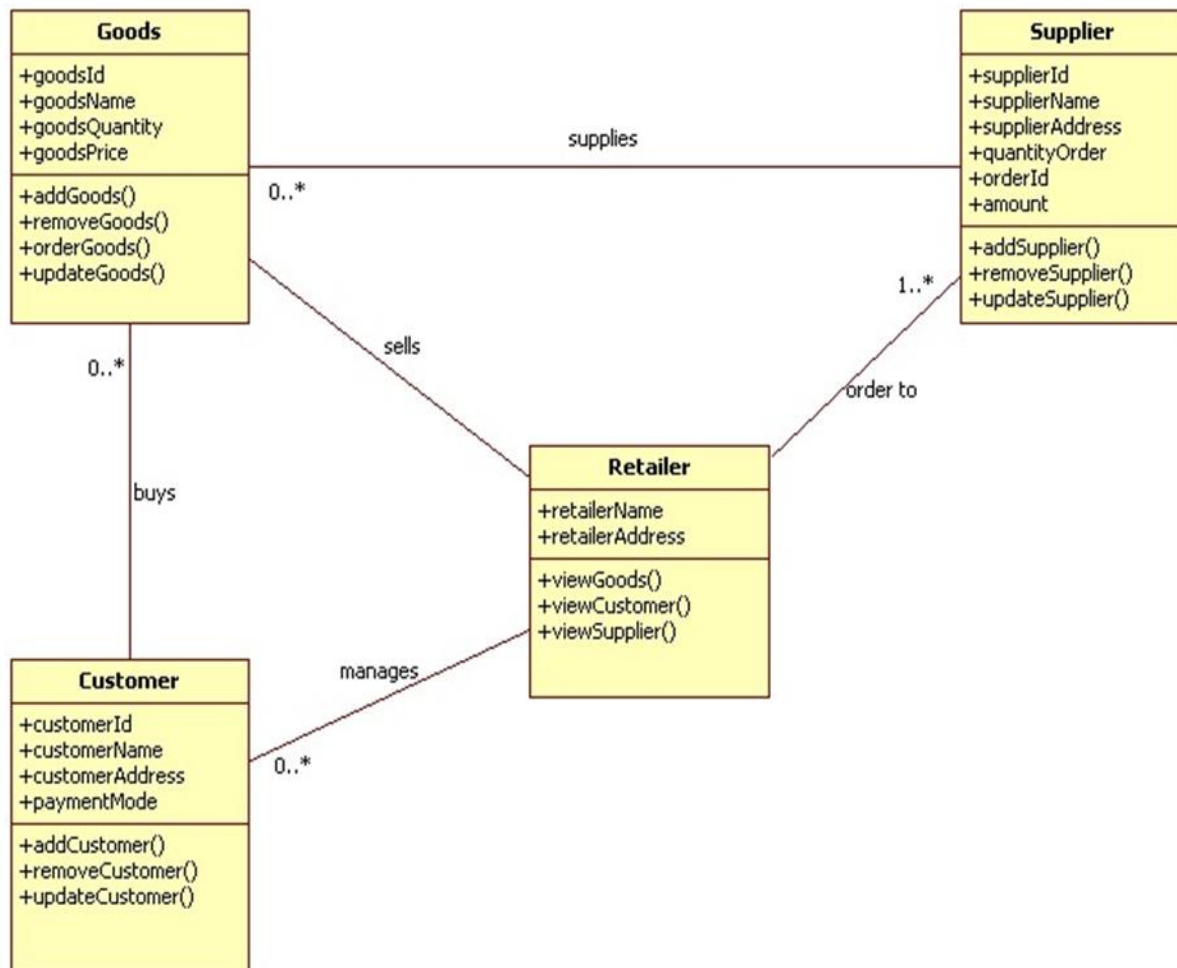 Goods
+goodsId
+goodsName
+goodsQuantity
+goodsPrice
+addGoods()
+removeGoods()
+orderGoods()
+updateGoods()
Supplier
+supplierId
+supplierName
+supplierAddress
+quantityOrder
+orderId
+amount
+addSupplier()
+removeSupplier()
+updateSupplier()
supplies
0..*
1..*
sells
order to
0..*
buys
Retailer
+retailerName
+retailerAddress
+viewGoods()
+viewCustomer()
+viewSupplier()
manages
0..*
Customer
+customerId
+customerName
+customerAddress
+paymentMode
+addCustomer()
+removeCustomer()
+updateCustomer()